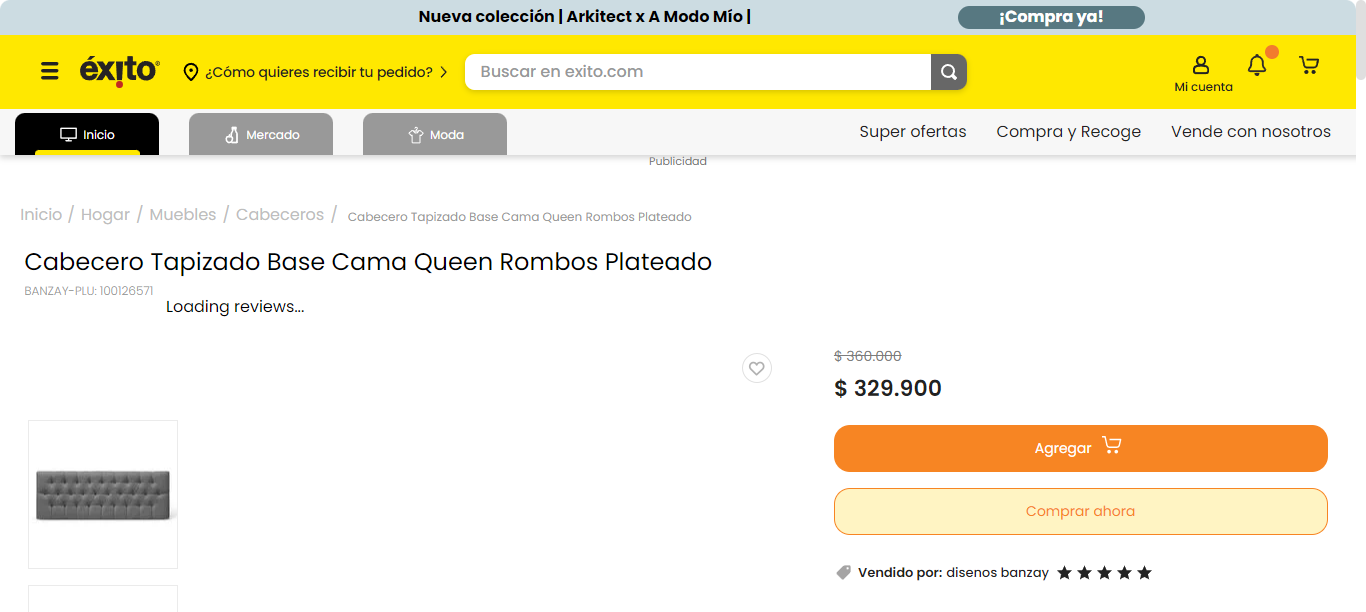 Nueva colección | Arkitect x A Modo Mío |
¡Compra ya!
éxito
¿Cómo quieres recibir tu pedido?
Buscar en exito.com
Mi cuenta
Inicio
Mercado
Moda
Super ofertas
Compra y Recoge
Vende con nosotros
Publicidad
Inicio / Hogar / Muebles / Cabeceros / Cabecero Tapizado Base Cama Queen Rombos Plateado
Cabecero Tapizado Base Cama Queen Rombos Plateado
BANZAY-PLU: 100126571
Loading reviews...
$ 360.000
$ 329.900
Agregar
Comprar ahora
Vendido por: disenos banzay